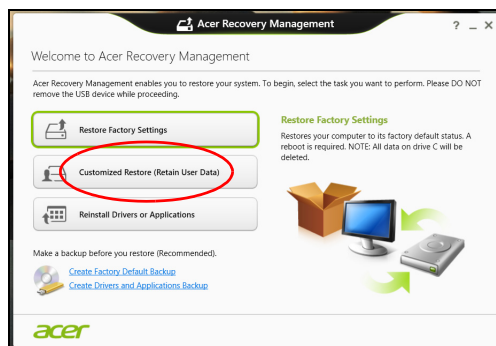 Acer Recovery Management
? _ ×
Welcome to Acer Recovery Management
Acer Recovery Management enables you to restore your system. To begin, select the task you want to perform. Please DO NOT
remove the USB device while proceeding.
Restore Factory Settings
Customized Restore (Retain User Data)
Reinstall Drivers or Applications
Restore Factory Settings
Restores your computer to its factory default status. A
reboot is required. NOTE: All data on drive C will be
deleted.
Make a backup before you restore (Recommended).
Create Factory Default Backup
Create Drivers and Applications Backup
acer